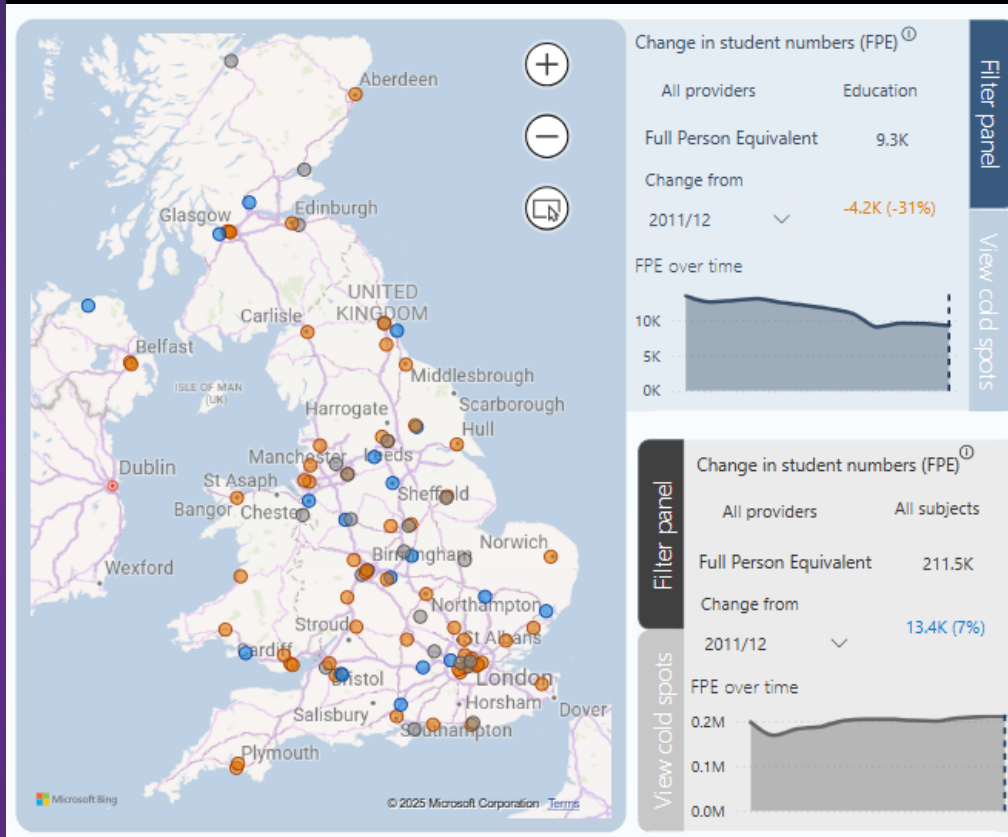 Aberdeen
Glasgow
Edinburgh
UNITED
KINGDOM
Carlisle
Belfast
ISLE OF MAN
(UK)
Middlesbrough
Scarborough
Harrogate
Hull
Manchester
Leeds
Dublin
St Asaph
Sheffield
Bangor
Chester
Norwich
Birmingham
Wexford
Northampton
Stroud
St Albans
Cardiff
London
Bristol
Horsham
Salisbury
Dover
Southampton
Plymouth
Microsoft Bing
© 2025 Microsoft Corporation Terms
Change in student numbers (FPE)
All providers Education
Full Person Equivalent 9.3K
Change from
2011/12 -4.2K (-31%)
FPE over time
10K
5K
0K
Filter panel
View cold spots
Change in student numbers (FPE)
All providers All subjects
Full Person Equivalent 211.5K
Change from
2011/12 13.4K (7%)
FPE over time
0.2M
0.1M
0.0M
Filter panel
View cold spots